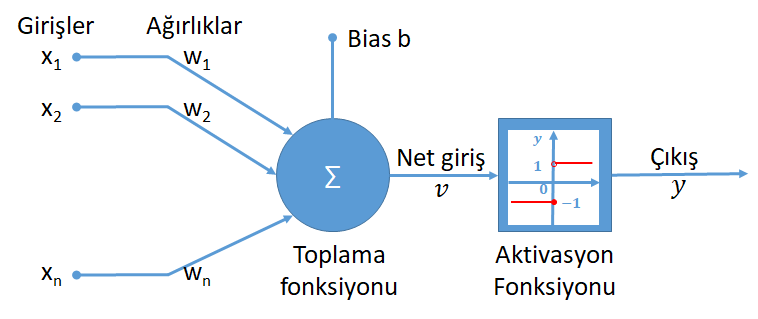 Girişler
Ağırlıklar
x1
w1
Bias b
x2
w2
Σ
Net giriş
v
y
1
0
−1
Çıkış
y
xn
wn
Toplama
fonksiyonu
Aktivasyon
Fonksiyonu